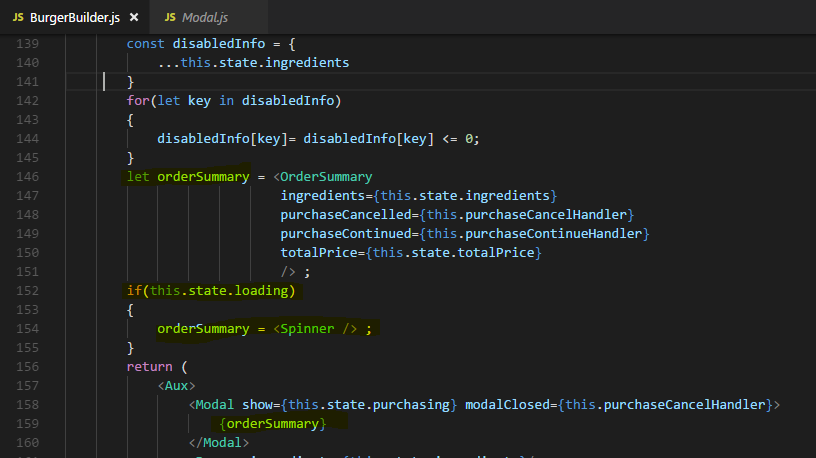 JS BurgerBuilder.js × JS Modal.js
139 const disabledInfo = {
140 ...this.state.ingredients
141 }
142 for(let key in disabledInfo)
143 {
144 disabledInfo[key]= disabledInfo[key] <= 0;
145 }
146 let orderSummary = <OrderSummary
147 ingredients={this.state.ingredients}
148 purchaseCancelled={this.purchaseCancelHandler}
149 purchaseContinued={this.purchaseContinueHandler}
150 totalPrice={this.state.totalPrice}
151 /> ;
152 if(this.state.loading)
153 {
154 orderSummary = <Spinner /> ;
155 }
156 return (
157 <Aux>
158 <Modal show={this.state.purchasing} modalClosed={this.purchaseCancelHandler}>
159 {orderSummary}
160 </Modal>